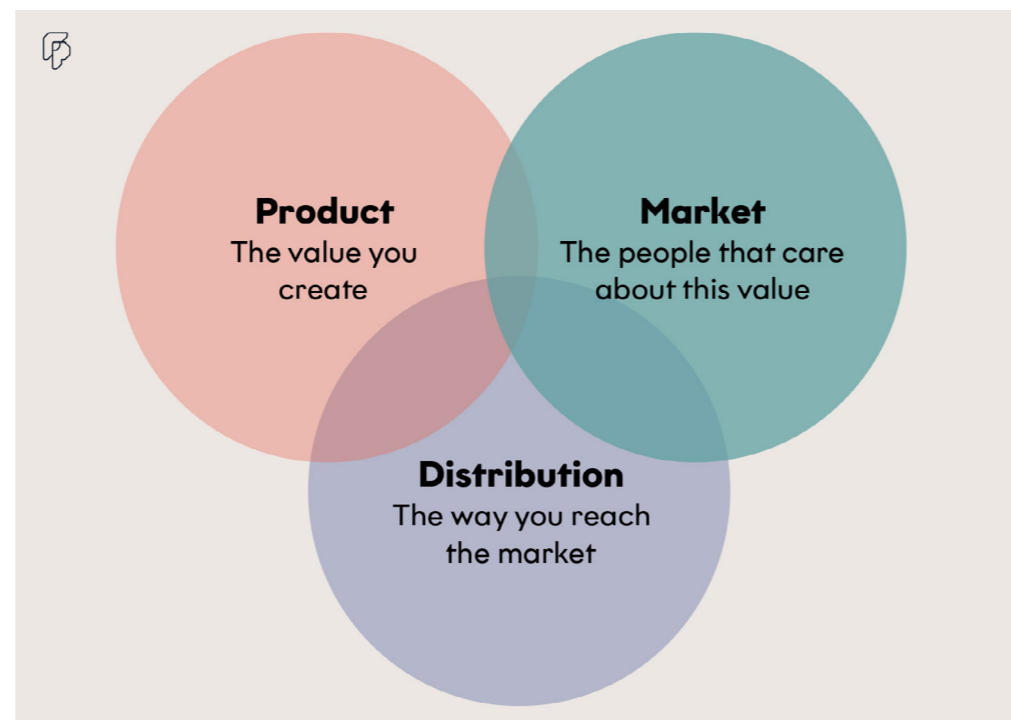 Product
The value you
create
Market
The people that care
about this value
Distribution
The way you reach
the market